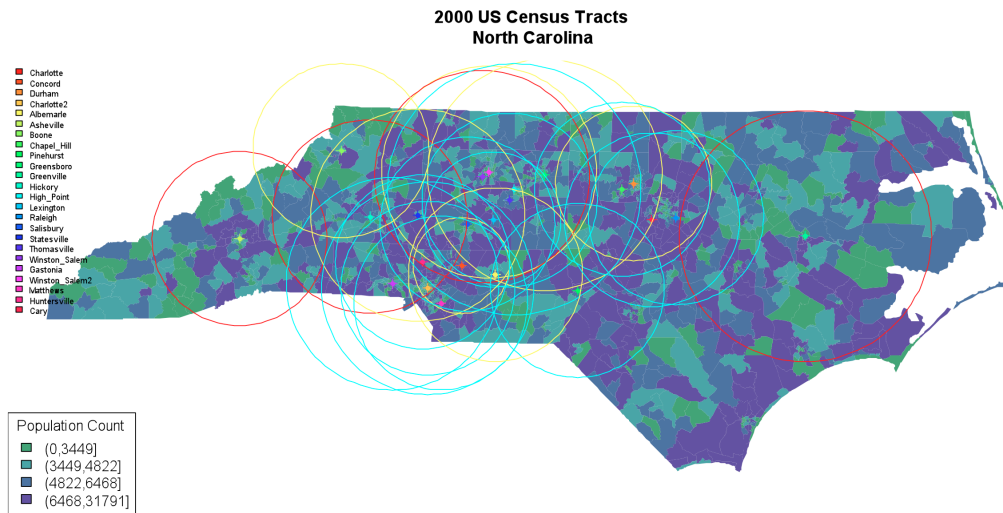 2000 US Census Tracts
North Carolina
Charlotte
Concord
Durham
Charlotte2
Albemarle
Asheville
Boone
Chapel_Hill
Pinehurst
Greensboro
Greenville
Hickory
High_Point
Lexington
Raleigh
Salisbury
Statesville
Thomasville
Winston_Salem
Gastonia
Winston_Salem2
Matthews
Huntersville
Cary
Population Count
(0,3449]
(3449,4822]
(4822,6468]
(6468,31791]